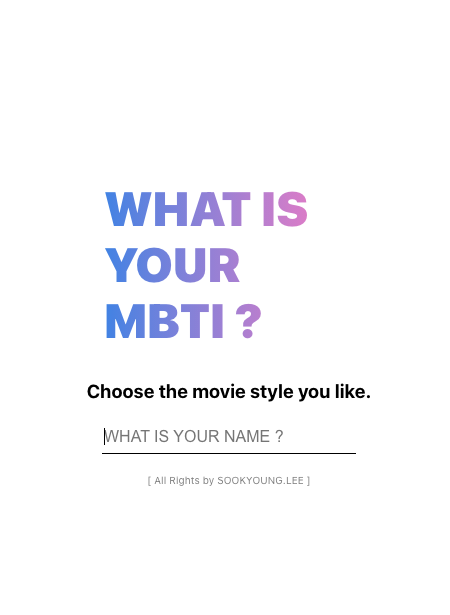 WHAT IS
YOUR
MBTI ?
Choose the movie style you like.
WHAT IS YOUR NAME ?
[ All Rights by SOOKYOUNG.LEE ]